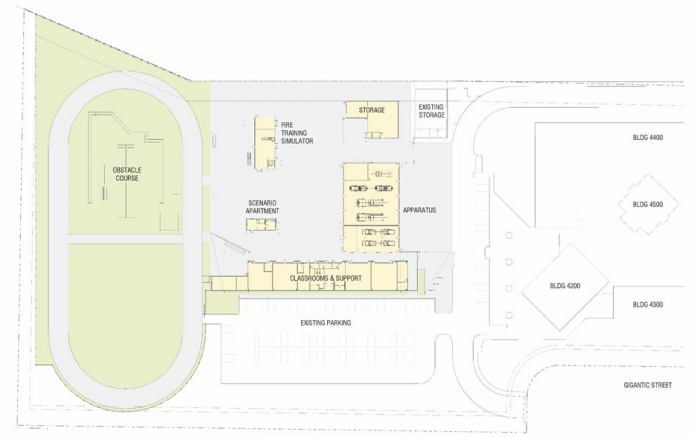 STORAGE
EXISTING
STORAGE
FIRE
TRAINING
SIMULATOR
BLDG 4400
OBSTACLE
COURSE
SCENARIO
APARTMENT
APPARATUS
BLDG 4500
CLASSROOMS & SUPPORT
BLDG 4200
BLDG 4300
EXISTING PARKING
GIGANTIC STREET